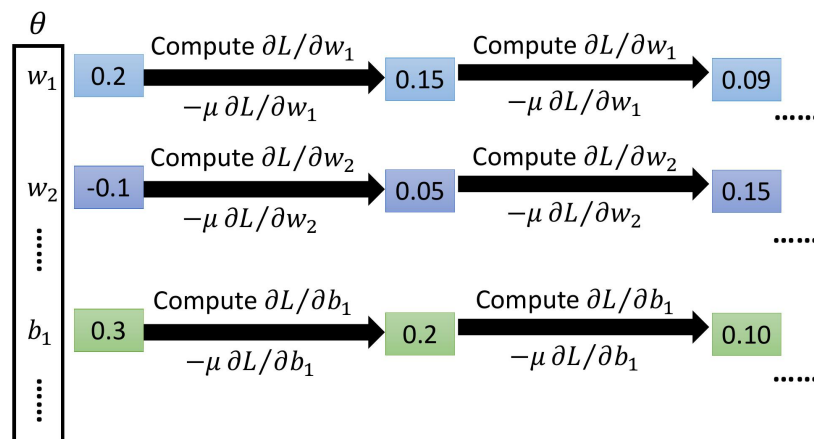 θ
w₁ 0.2 Compute ∂L/∂w₁ 0.15 Compute ∂L/∂w₁ 0.09
−μ ∂L/∂w₁ −μ ∂L/∂w₁
......
w₂ -0.1 Compute ∂L/∂w₂ 0.05 Compute ∂L/∂w₂ 0.15
−μ ∂L/∂w₂ −μ ∂L/∂w₂
...... ......
b₁ 0.3 Compute ∂L/∂b₁ 0.2 Compute ∂L/∂b₁ 0.10
−μ ∂L/∂b₁ −μ ∂L/∂b₁
...... ......